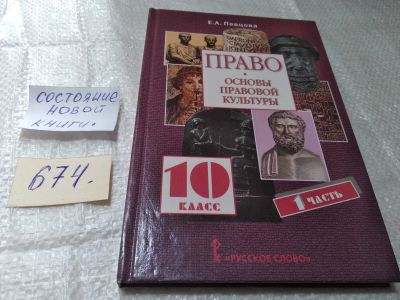 СОСТОЯНИЕ
НОВОЙ
КНИГИ.
674.
Е.А. Певцова
ПРАВО
ОСНОВЫ
ПРАВОВОЙ
КУЛЬТУРЫ
10
КЛАСС
1 ЧАСТЬ
«РУССКОЕ СЛОВО»